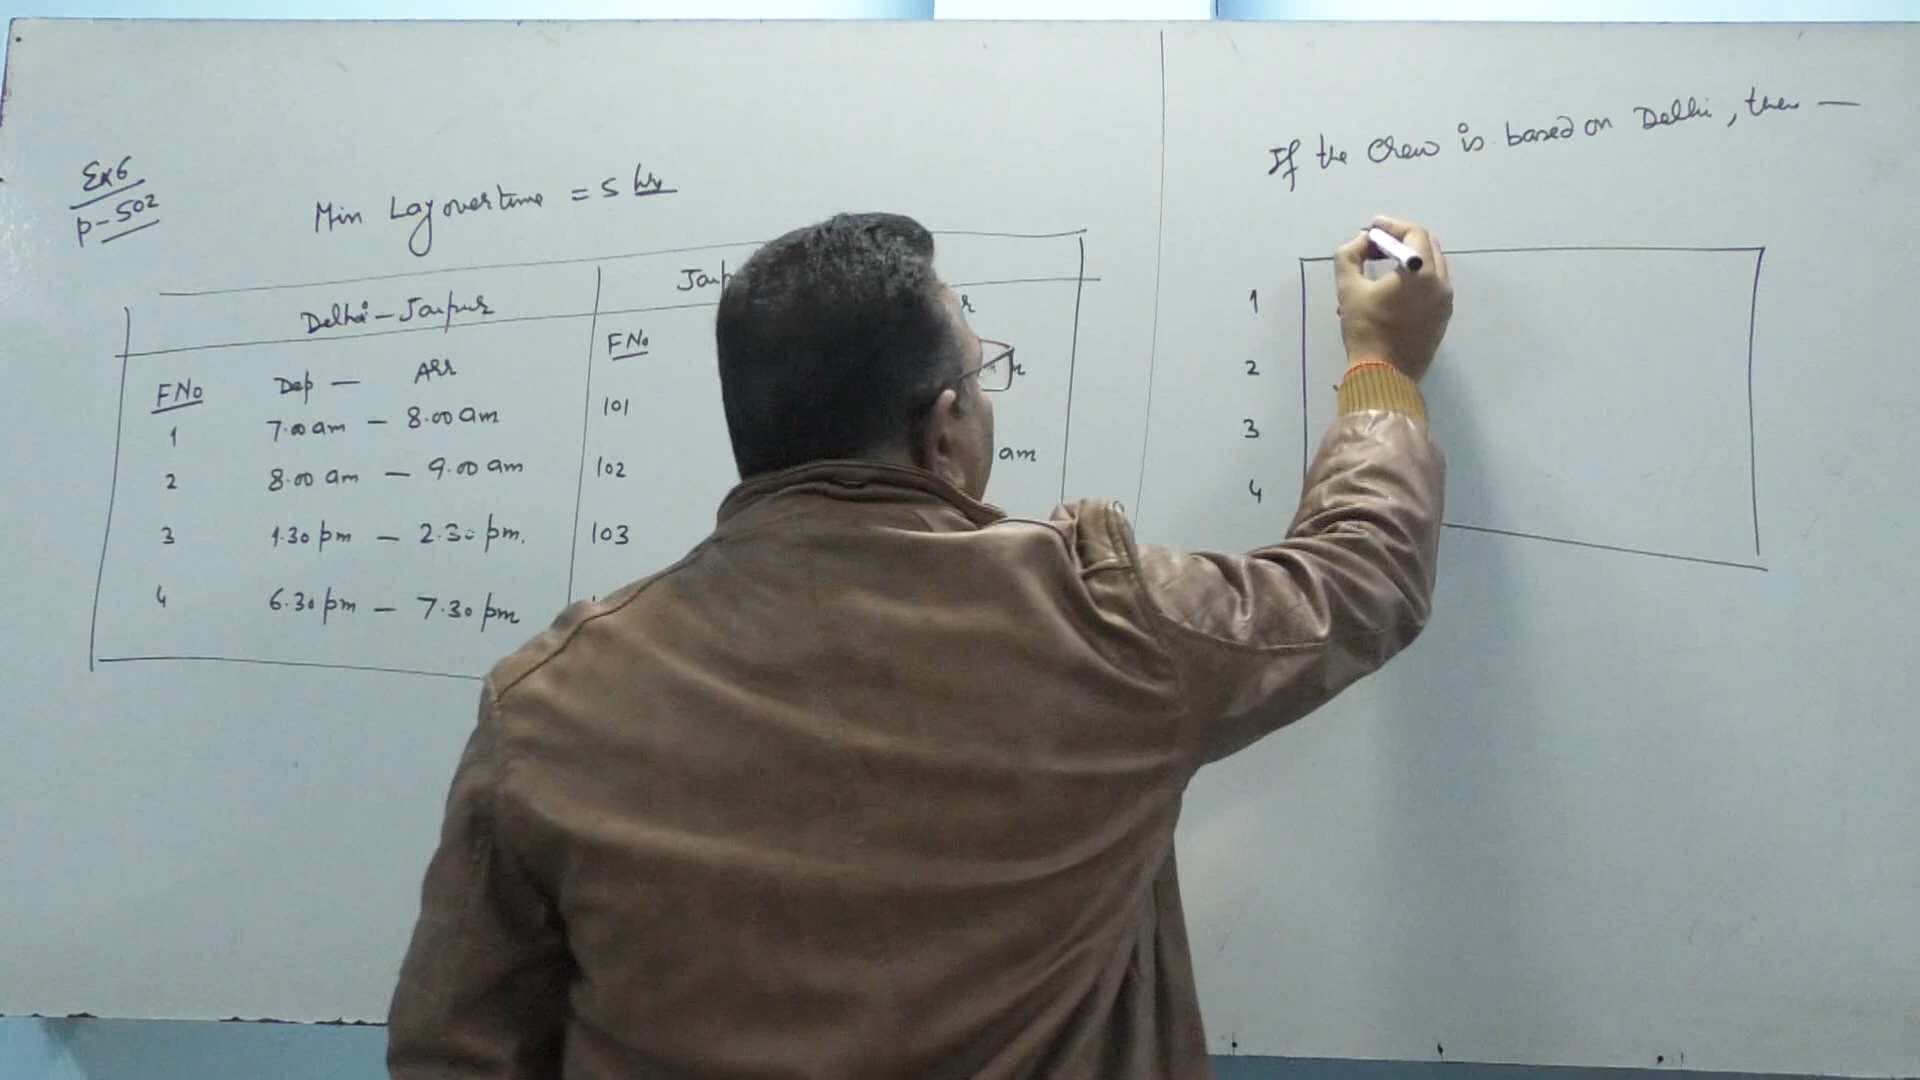 Ex6
P-502
Min Layover time = 5 hr
Delhi - Jaipur
FNo Dep — Arr
1 7.00 am — 8.00 am
2 8.00 am — 9.00 am
3 1.30 pm — 2.30 pm.
4 6.30 pm — 7.30 pm
FNo
101
am
102
103
If the Crew is based on Delhi, then —
1
2
3
4